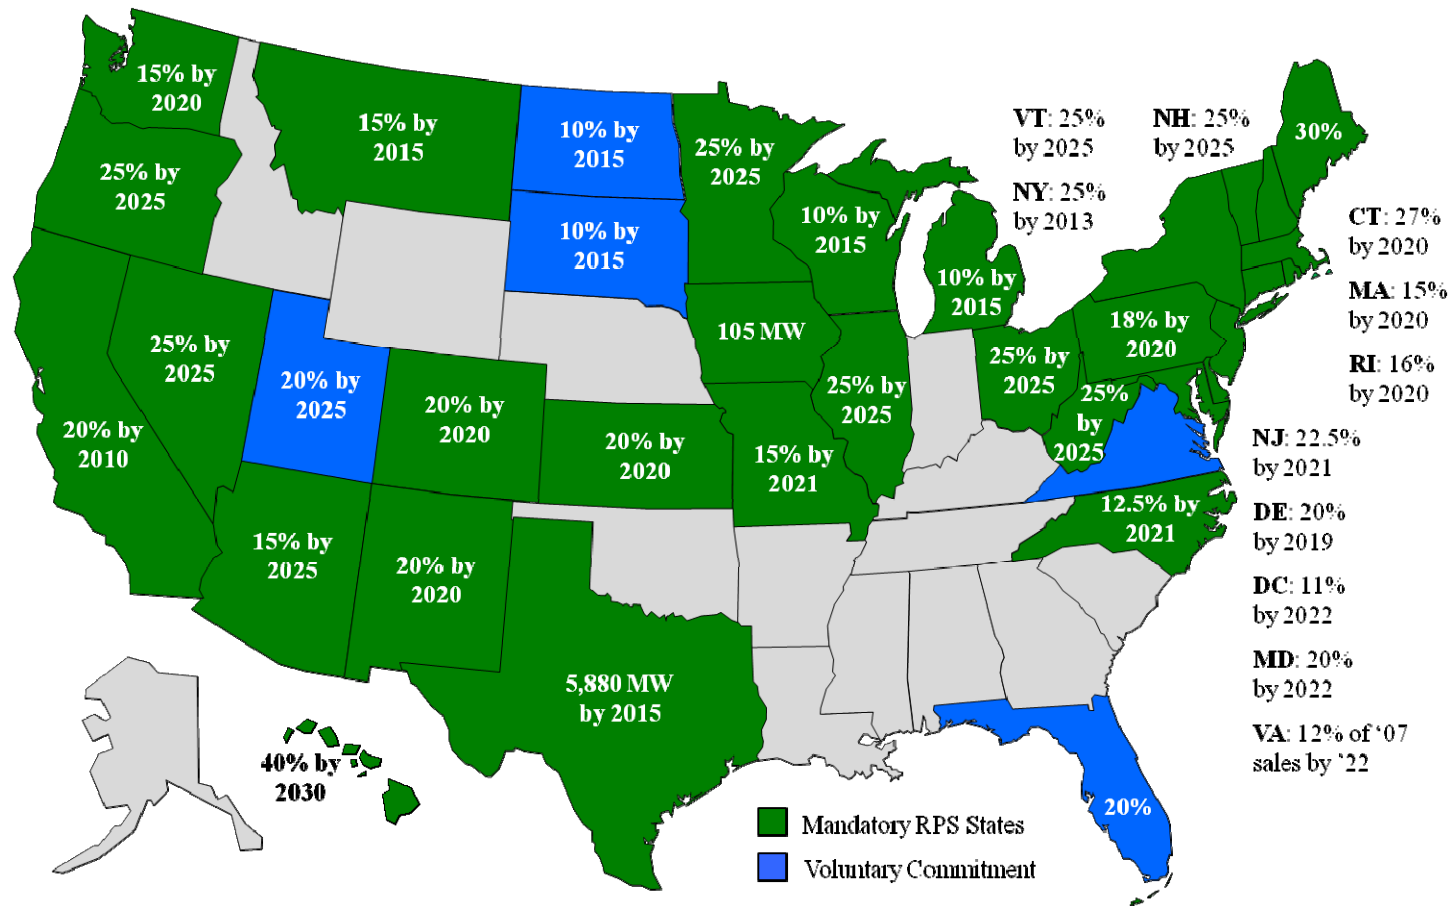 15% by
2020
15% by
2015
10% by
2015
25% by
2025
VT: 25%
by 2025
NH: 25%
by 2025
30%
25% by
2025
10% by
2015
10% by
2015
NY: 25%
by 2013
CT: 27%
by 2020
10% by
2015
105 MW
18% by
2020
MA: 15%
by 2020
25% by
2025
20% by
2025
20% by
2020
25% by
2025
25% by
2025
25%
by
2025
RI: 16%
by 2020
20% by
2010
20% by
2020
15% by
2021
NJ: 22.5%
by 2021
12.5% by
2021
15% by
2025
20% by
2020
DE: 20%
by 2019
DC: 11%
by 2022
5,880 MW
by 2015
MD: 20%
by 2022
40% by
2030
VA: 12% of ‘07
sales by ‘22
20%
Mandatory RPS States
Voluntary Commitment